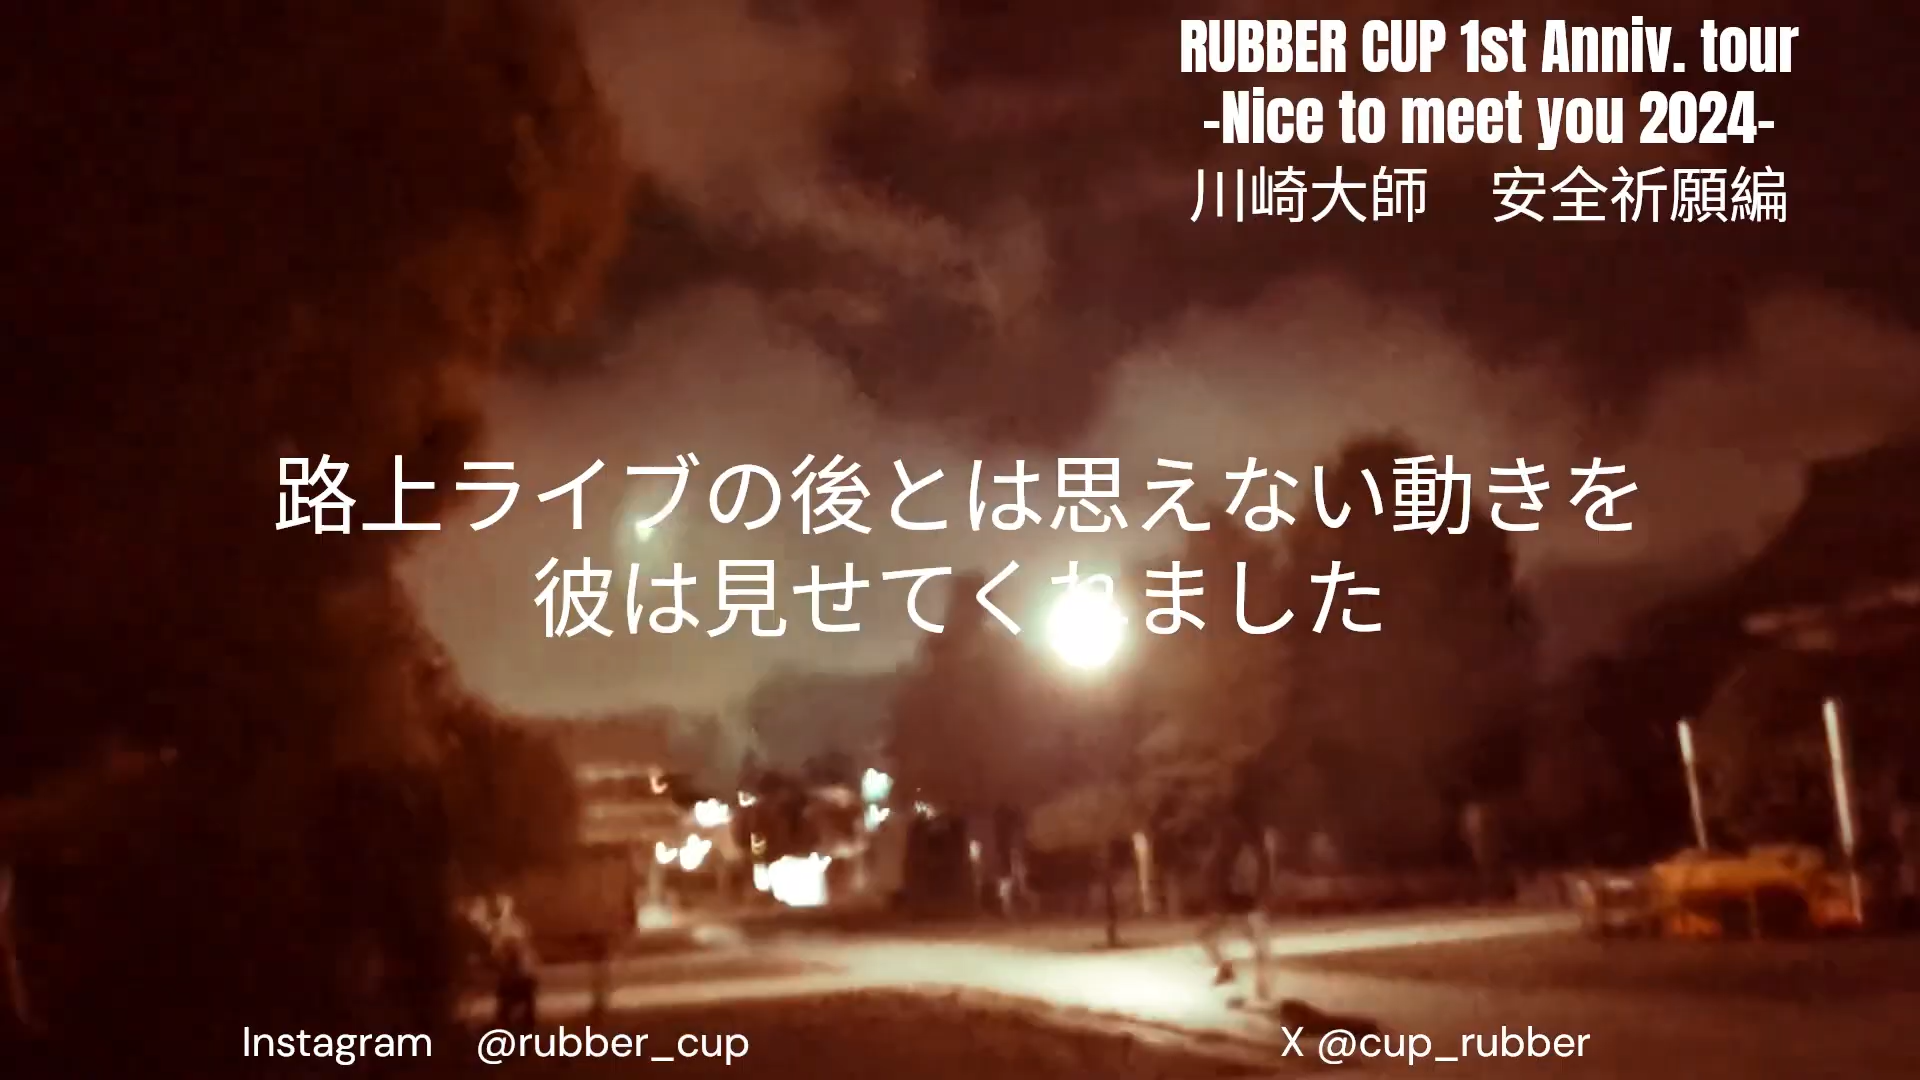 RUBBER CUP 1st Anniv. tour
-Nice to meet you 2024-
川崎大師　安全祈願編
路上ライブの後とは思えない動きを
彼は見せてくれました
Instagram　@rubber_cup
X @cup_rubber